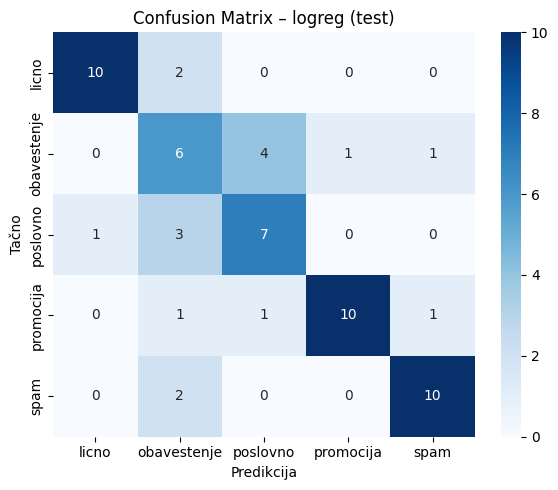 Confusion Matrix – logreg (test)
Tačno
licno 10 2 0 0 0
obavestenje 0 6 4 1 1
poslovno 1 3 7 0 0
promocija 0 1 1 10 1
spam 0 2 0 0 10
licno obavestenje poslovno promocija spam
Predikcija
10
8
6
4
2
0